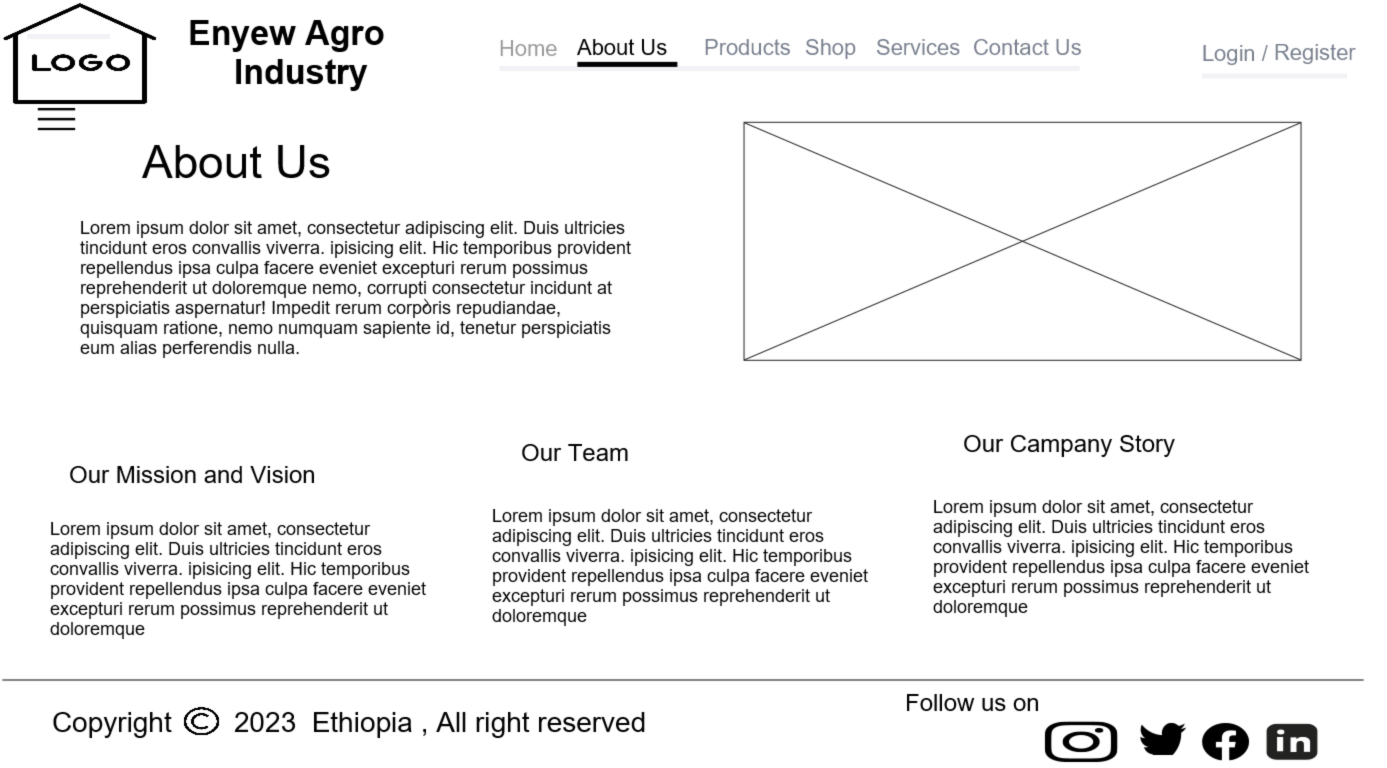 LOGO
Enyew Agro
Industry
Home About Us Products Shop Services Contact Us
Login / Register
About Us
Lorem ipsum dolor sit amet, consectetur adipiscing elit. Duis ultricies
tincidunt eros convallis viverra. ipisicing elit. Hic temporibus provident
repellendus ipsa culpa facere eveniet excepturi rerum possimus
reprehenderit ut doloremque nemo, corrupti consectetur incidunt at
perspiciatis aspernatur! Impedit rerum corporis repudiandae,
quisquam ratione, nemo numquam sapiente id, tenetur perspiciatis
eum alias perferendis nulla.
Our Mission and Vision
Lorem ipsum dolor sit amet, consectetur
adipiscing elit. Duis ultricies tincidunt eros
convallis viverra. ipisicing elit. Hic temporibus
provident repellendus ipsa culpa facere eveniet
excepturi rerum possimus reprehenderit ut
doloremque
Our Team
Lorem ipsum dolor sit amet, consectetur
adipiscing elit. Duis ultricies tincidunt eros
convallis viverra. ipisicing elit. Hic temporibus
provident repellendus ipsa culpa facere eveniet
excepturi rerum possimus reprehenderit ut
doloremque
Our Campany Story
Lorem ipsum dolor sit amet, consectetur
adipiscing elit. Duis ultricies tincidunt eros
convallis viverra. ipisicing elit. Hic temporibus
provident repellendus ipsa culpa facere eveniet
excepturi rerum possimus reprehenderit ut
doloremque
Copyright © 2023 Ethiopia , All right reserved
Follow us on
in